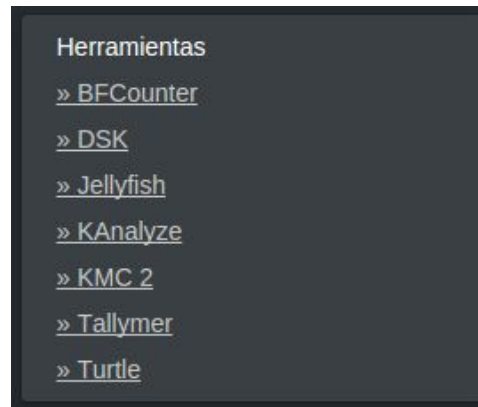 Herramientas
» BFCounter
» DSK
» Jellyfish
» KAnalyze
» KMC 2
» Tallymer
» Turtle